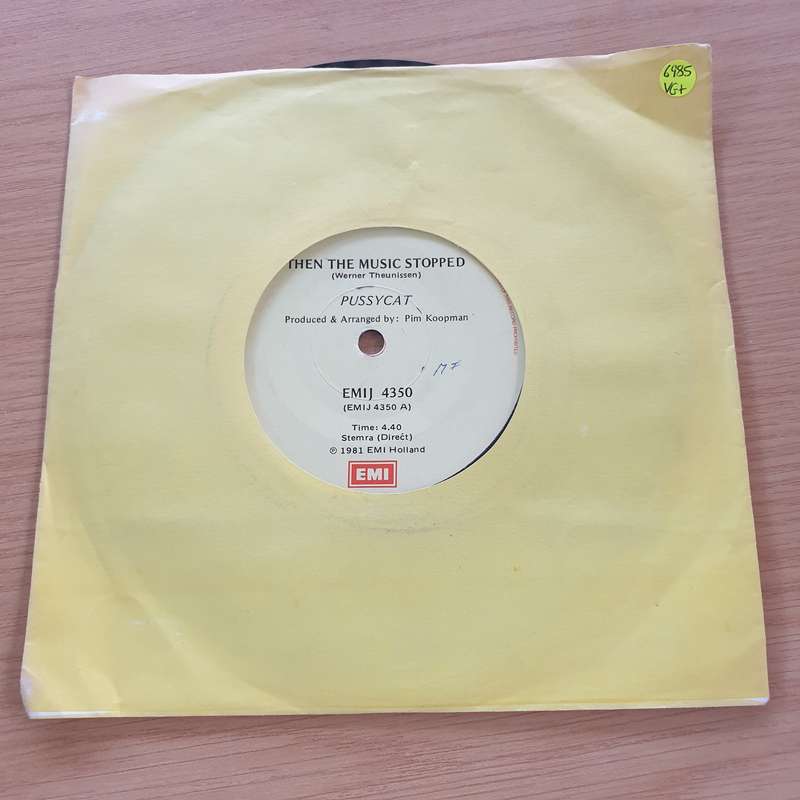 6485
VG+
THEN THE MUSIC STOPPED
(Werner Theunissen)
PUSSYCAT
Produced & Arranged by: Pim Koopman
EMIJ 4350
(EMIJ 4350 A)
Time: 4.40
Stemra (Direct)
℗ 1981 EMI Holland
EMI